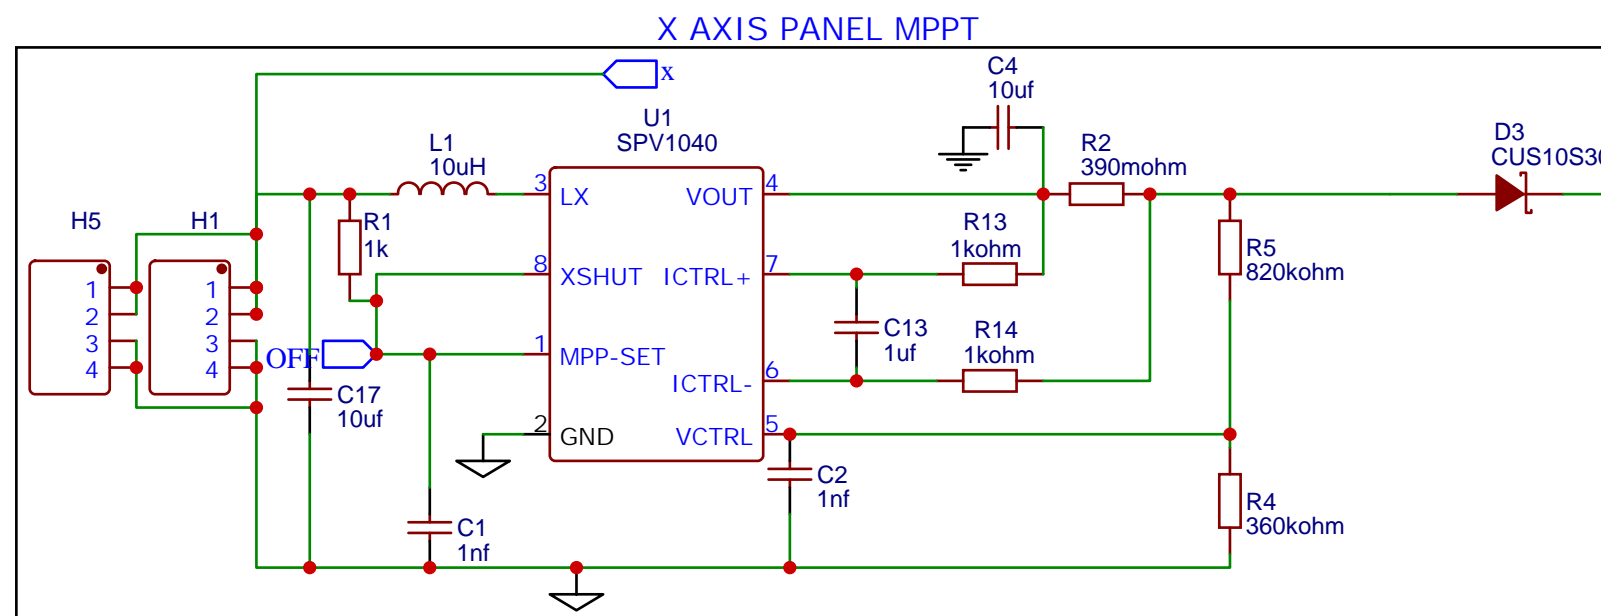 X AXIS PANEL MPPT
x
C4
10uf
U1
SPV1040
L1
10uH
R2
390mohm
D3
CUS10S30
3
LX
VOUT
4
H5
H1
R1
1k
R13
1kohm
R5
820kohm
8
XSHUT
ICTRL+
7
1
2
3
4
1
2
3
4
C13
1uf
R14
1kohm
OFF
1
MPP-SET
ICTRL-
6
C17
10uf
2
GND
VCTRL
5
C2
1nf
R4
360kohm
C1
1nf